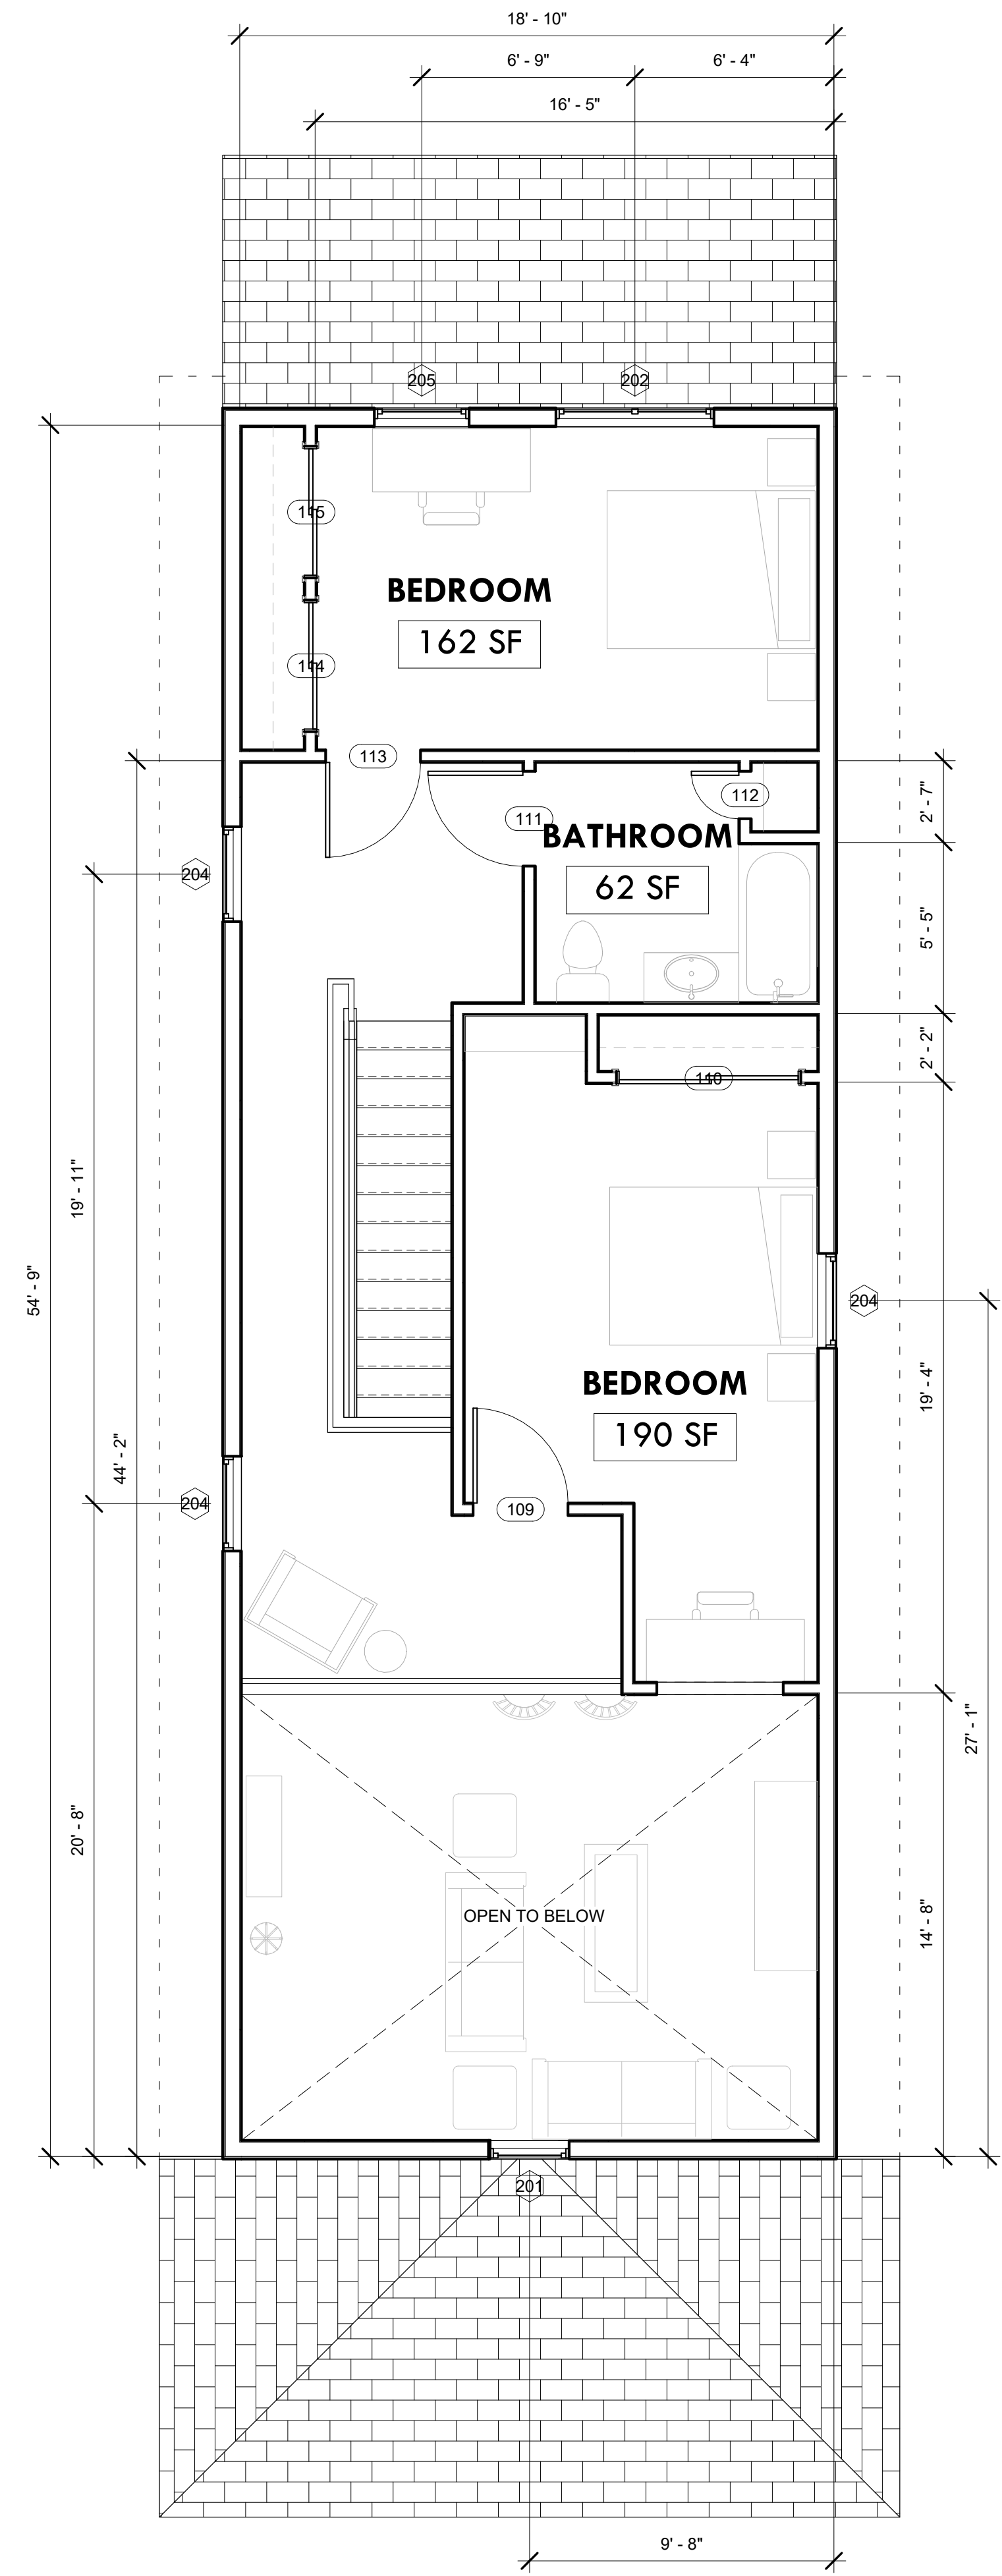 18' - 10"
6' - 9"
6' - 4"
16' - 5"
205
202
115
BEDROOM
162 SF
114
113
112
111
BATHROOM
62 SF
2' - 7"
204
5' - 5"
2' - 2"
110
19' - 11"
54' - 9"
204
BEDROOM
190 SF
19' - 4"
44' - 2"
204
109
27' - 1"
20' - 8"
OPEN TO BELOW
14' - 8"
201
9' - 8"